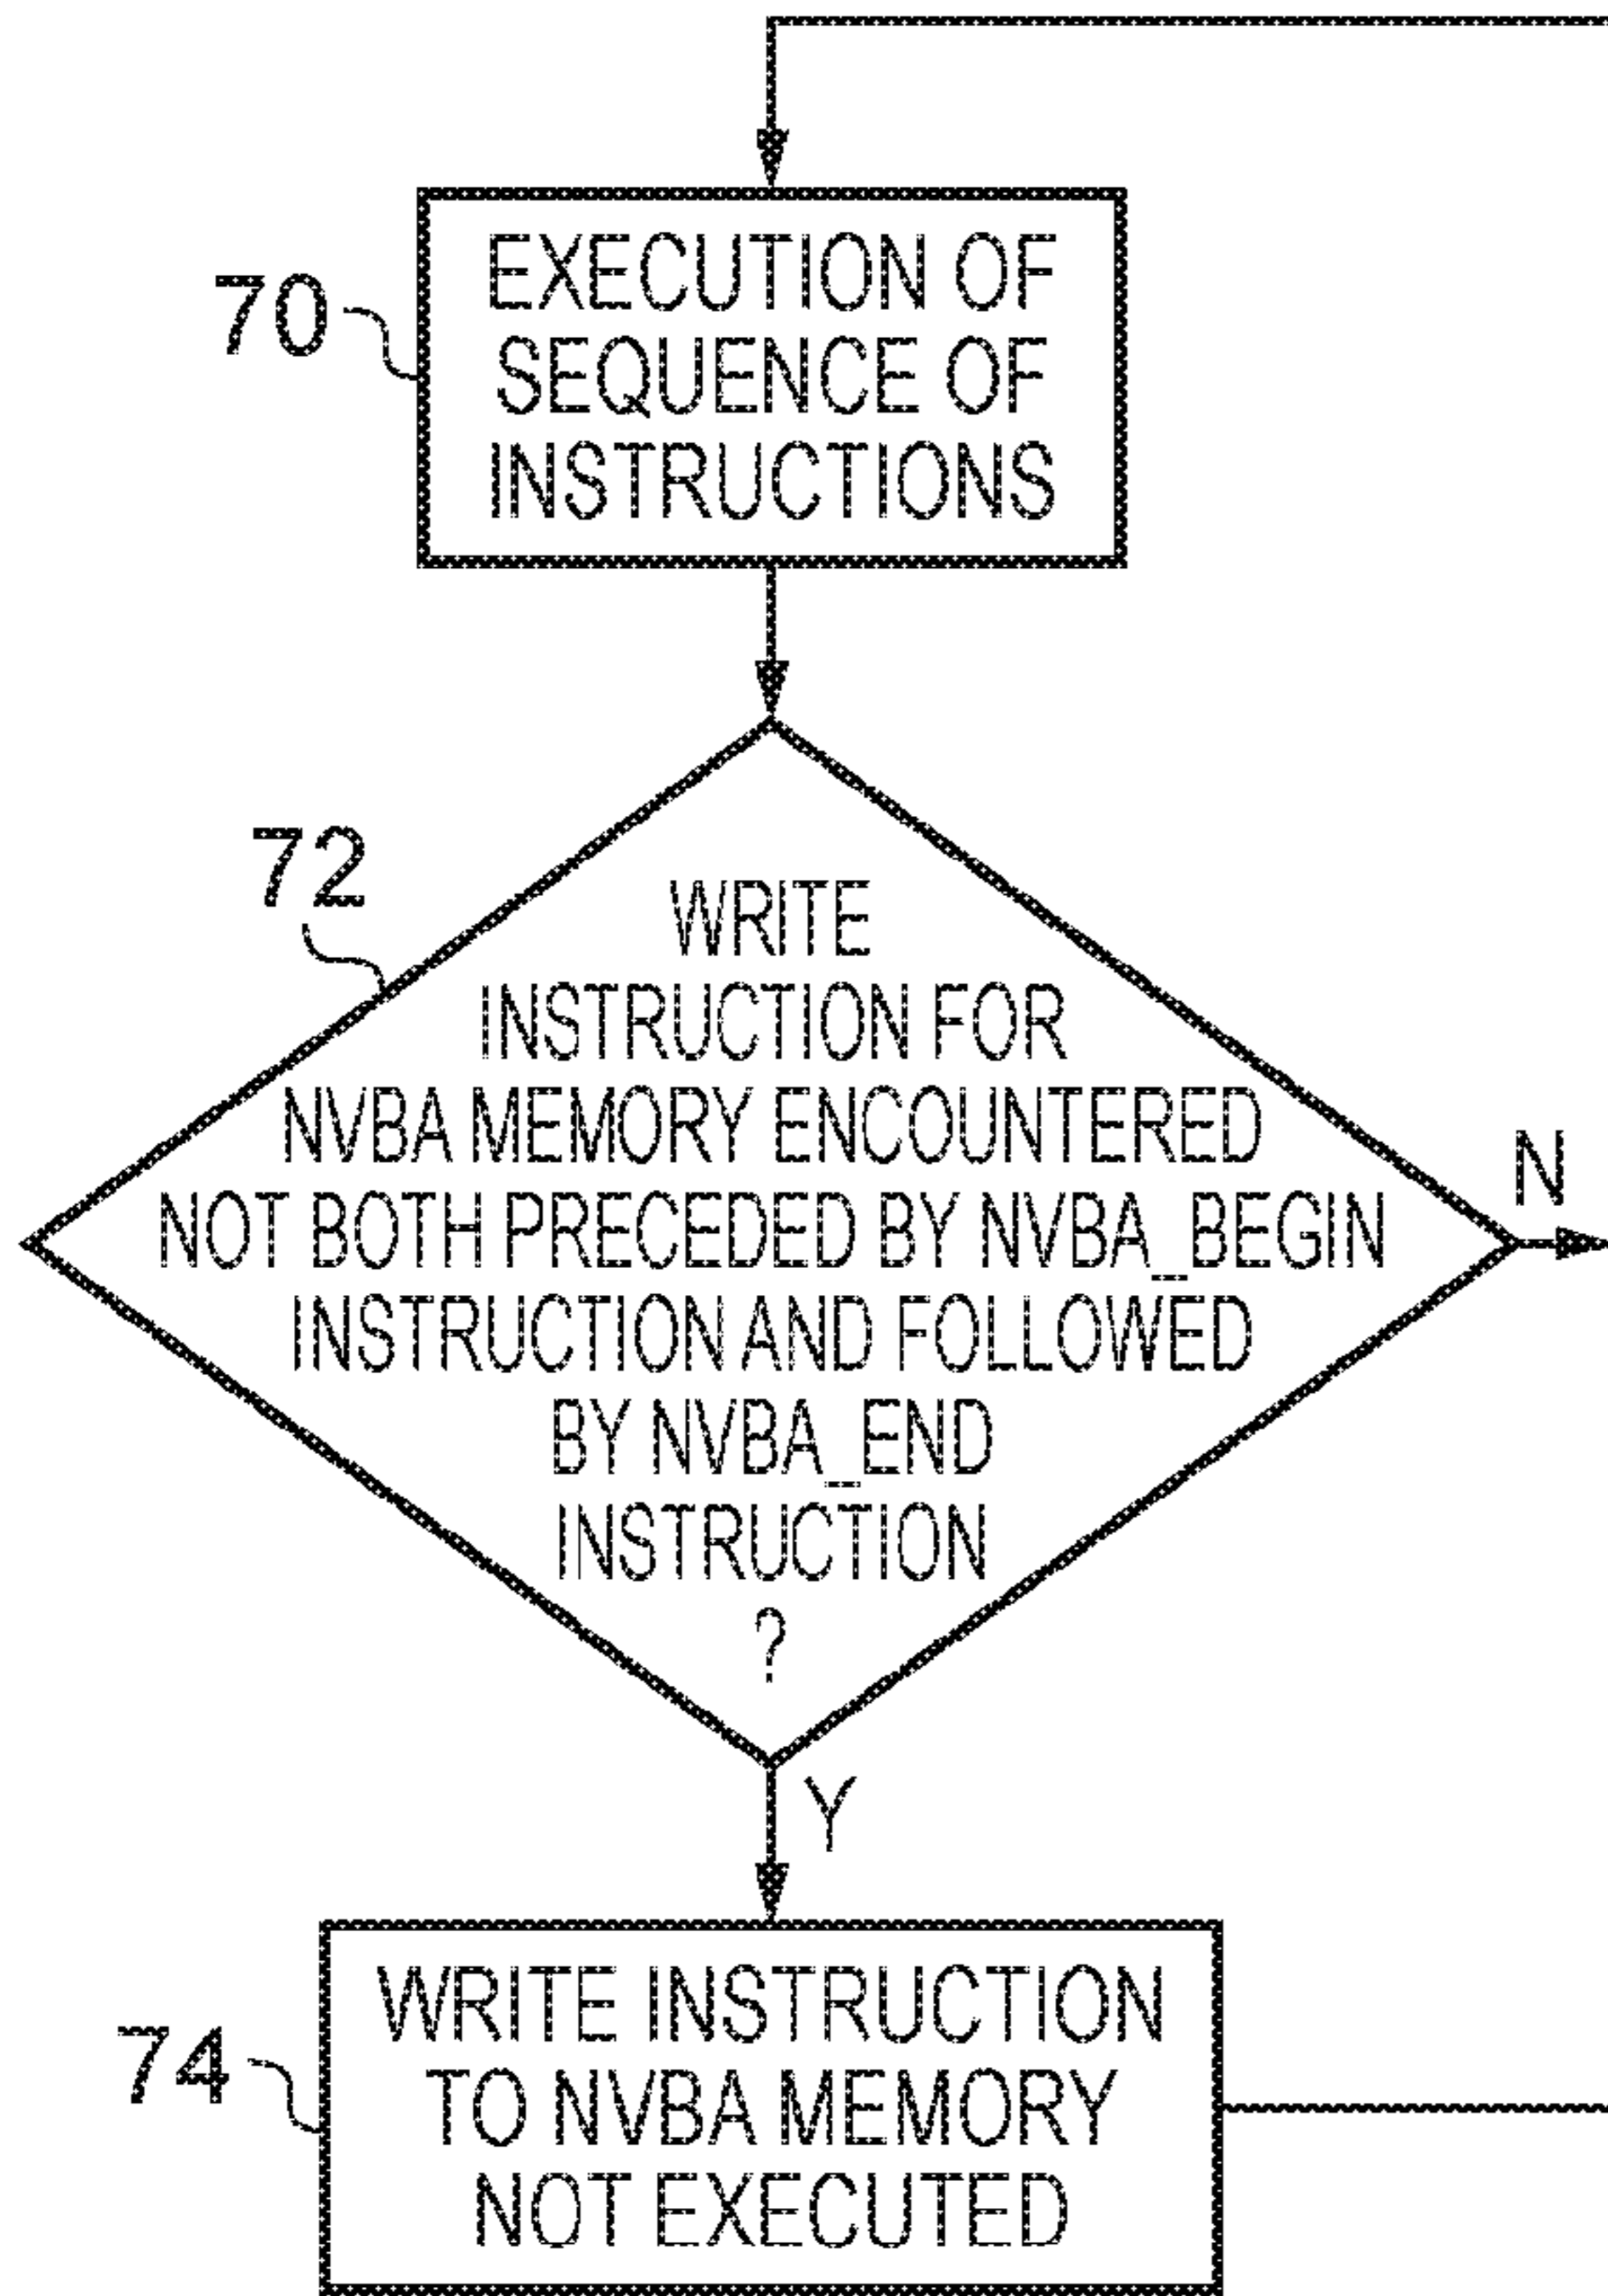 70
EXECUTION OF
SEQUENCE OF
INSTRUCTIONS
72
WRITE
INSTRUCTION FOR
NVBA MEMORY ENCOUNTERED
NOT BOTH PRECEDED BY NVBA_BEGIN
INSTRUCTION AND FOLLOWED
BY NVBA_END
INSTRUCTION
?
N
Y
74
WRITE INSTRUCTION
TO NVBA MEMORY
NOT EXECUTED